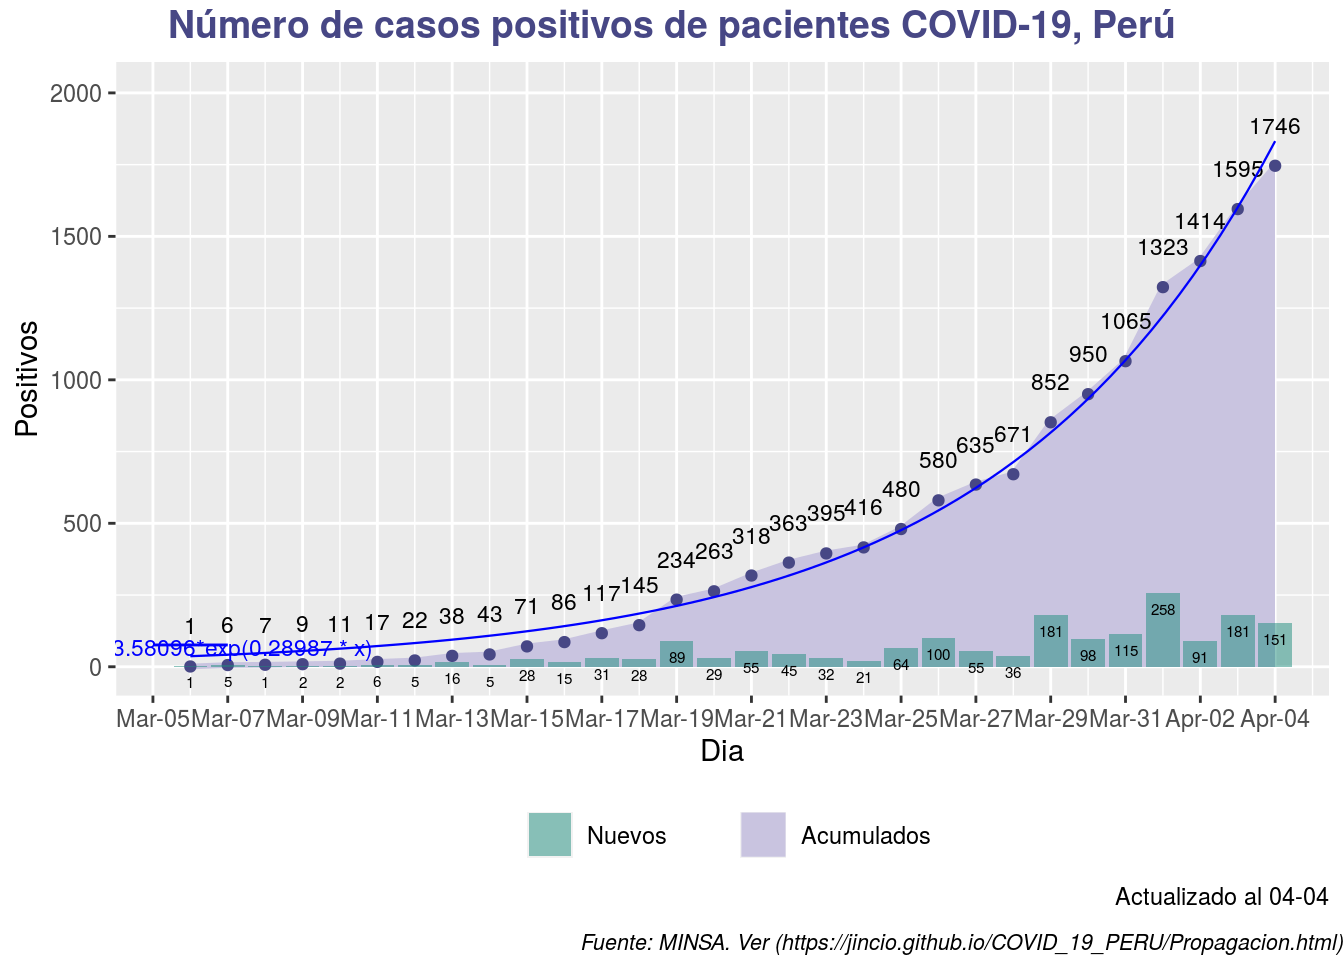 Número de casos positivos de pacientes COVID-19, Perú
Positivos
2000
1500
1000
500
0
1 6 7 9 11 17 22 38 43 71 86 117 145 234 263 318 363 395 416 480 580 635 671 852 950 1065 1323 1414 1595 1746
3.58096* exp(0.28987 * x)
1 5 1 2 2 6 5 16 5 28 15 31 28 89 29 55 45 32 21 64 100 55 36 181 98 115 258 91 181 151
Mar-05 Mar-07 Mar-09 Mar-11 Mar-13 Mar-15 Mar-17 Mar-19 Mar-21 Mar-23 Mar-25 Mar-27 Mar-29 Mar-31 Apr-02 Apr-04
Dia
Nuevos Acumulados
Actualizado al 04-04
Fuente: MINSA. Ver (https://jincio.github.io/COVID_19_PERU/Propagacion.html)